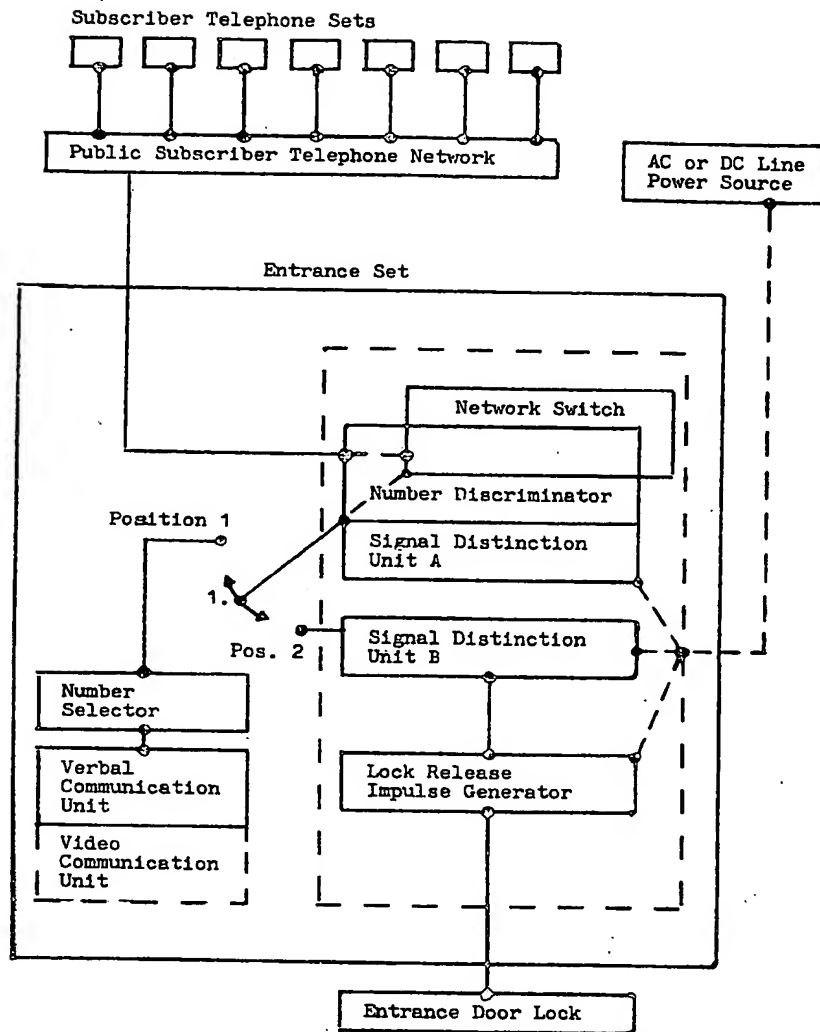 Subscriber Telephone Sets
Public Subscriber Telephone Network
AC or DC Line
Power Source
Entrance Set
Network Switch
Number Discriminator
Position 1
Signal Distinction
Unit A
1.
Pos. 2
Signal Distinction
Unit B
Number
Selector
Verbal
Communication
Unit
Lock Release
Impulse Generator
Video
Communication
Unit
Entrance Door Lock